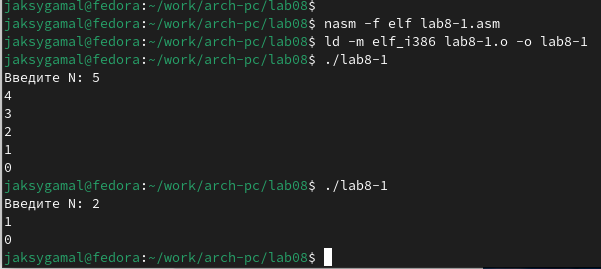 jaksygamal@fedora:~/work/arch-pc/lab08$
jaksygamal@fedora:~/work/arch-pc/lab08$ nasm -f elf lab8-1.asm
jaksygamal@fedora:~/work/arch-pc/lab08$ ld -m elf_i386 lab8-1.o -o lab8-1
jaksygamal@fedora:~/work/arch-pc/lab08$ ./lab8-1
Введите N: 5
4
3
2
1
0
jaksygamal@fedora:~/work/arch-pc/lab08$ ./lab8-1
Введите N: 2
1
0
jaksygamal@fedora:~/work/arch-pc/lab08$